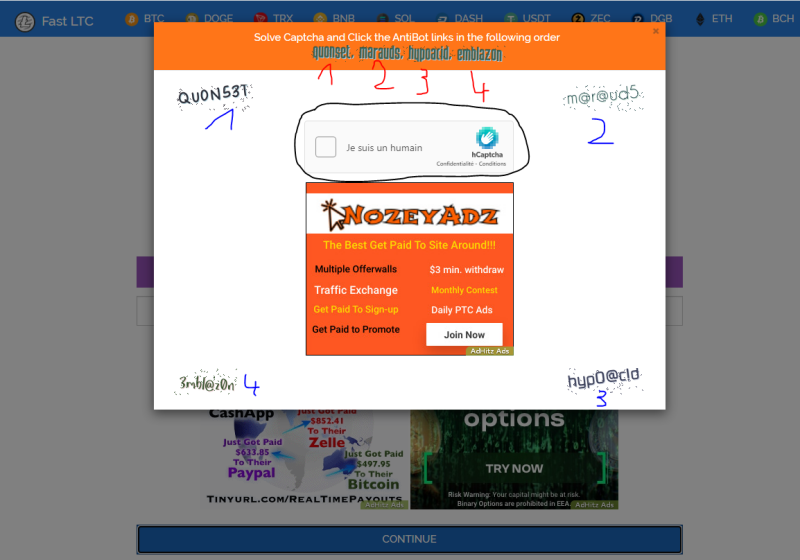 Fast LTC BTC DOGE TRX BNB SOL DASH USDT ZEC DGB ETH BCH
Solve Captcha and Click the AntiBot links in the following order
quonset, marauds, hypoacid, emblazon
1 2 3 4
QU0N53T
1
m@r@ud5
2
Je suis un humain
hCaptcha
Confidentialité - Conditions
NOZEYADZ
The Best Get Paid To Site Around!!!
Multiple Offerwalls
$3 min. withdraw
Traffic Exchange
Monthly Contest
Get Paid To Sign-up
Daily PTC Ads
Get Paid to Promote
Join Now
AdHitz Ads
3mbl@z0n 4
hyp0@c1d
3
CashApp
Just Got Paid
$852.41
To Their
Zelle
Just Got Paid
$633.85
To Their
Paypal
Just Got Paid
$497.95
To Their
Bitcoin
Tinyurl.com/RealTimePayouts
AdHitz Ads
options
TRY NOW
Risk Warning: Your capital might be at risk.
Binary Options are prohibited in EEA
AdHitz Ads
CONTINUE